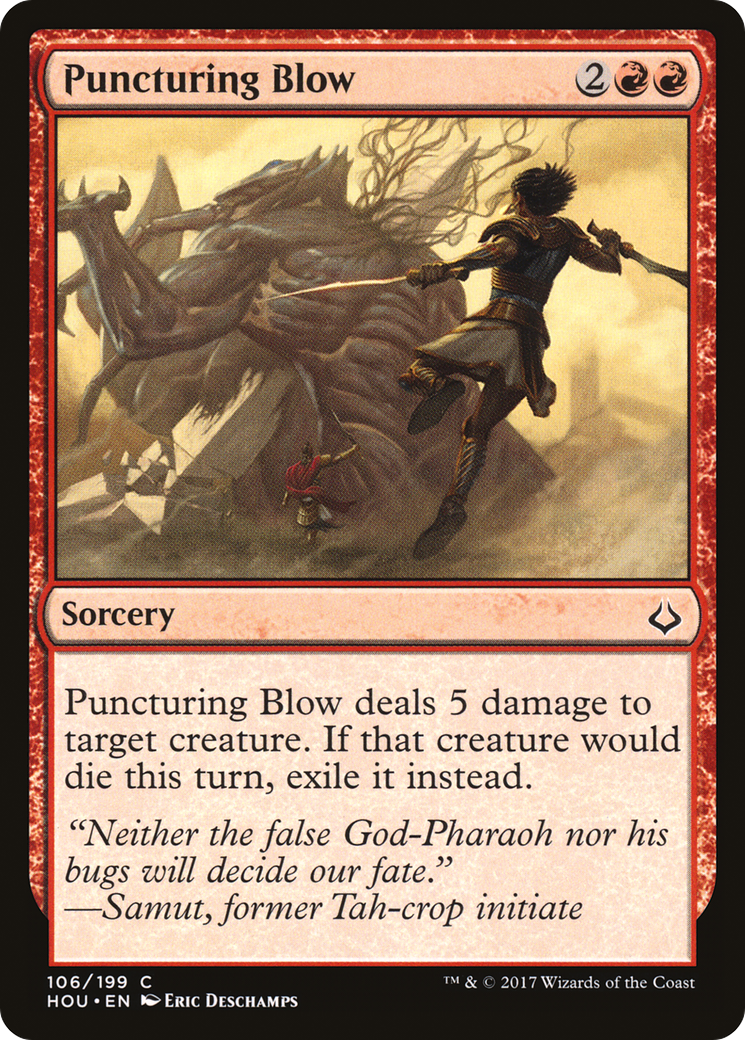 Puncturing Blow 2
Sorcery
Puncturing Blow deals 5 damage to
target creature. If that creature would
die this turn, exile it instead.
“Neither the false God-Pharaoh nor his
bugs will decide our fate.”
—Samut, former Tah-crop initiate
106/199 C
HOU • EN Eric Deschamps
™ & © 2017 Wizards of the Coast